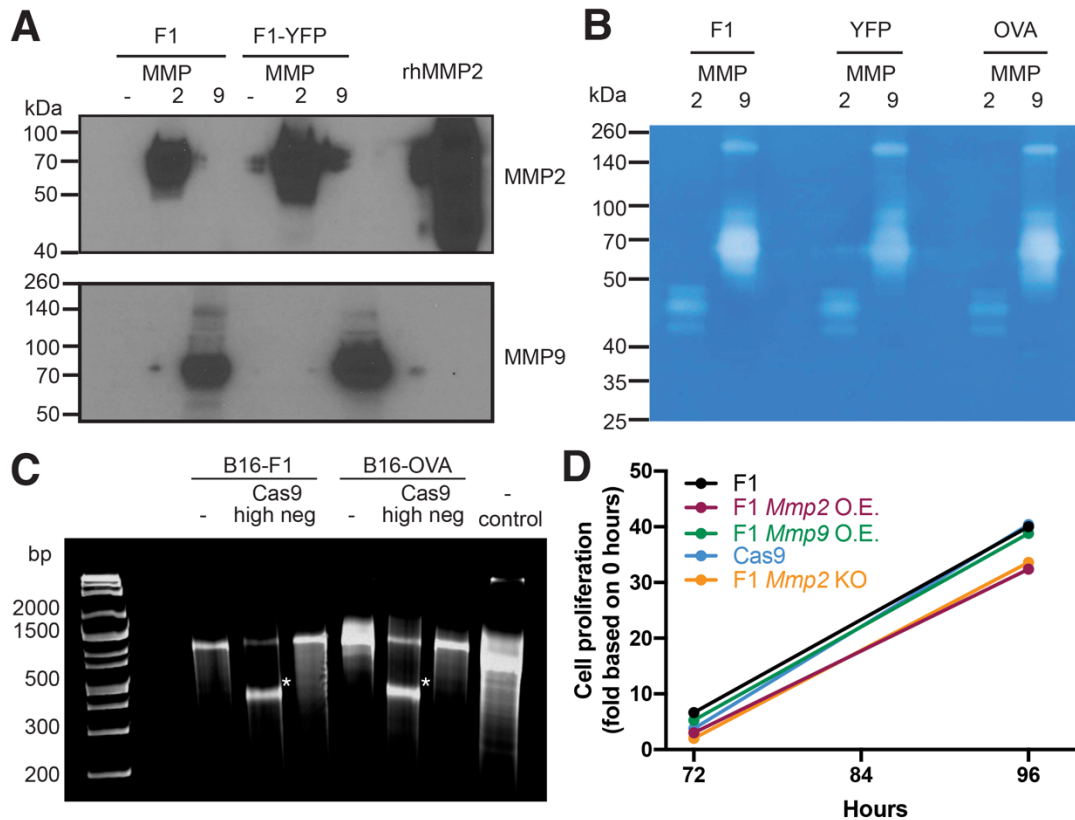 A
F1 F1-YFP
MMP MMP rhMMP2
kDa - 2 9 - 2 9
100
70
50
40
MMP2
260
140
100
70
50
MMP9
B
F1 YFP OVA
MMP MMP MMP
kDa 2 9 2 9 2 9
260
140
100
70
50
40
35
25
C
B16-F1 B16-OVA
Cas9 Cas9 -
- high neg - high neg control
bp
2000
1500
500
300
200
* *
D
Cell proliferation
(fold based on 0 hours)
50
40
30
20
10
0
F1
F1 Mmp2 O.E.
F1 Mmp9 O.E.
Cas9
F1 Mmp2 KO
72 84 96
Hours